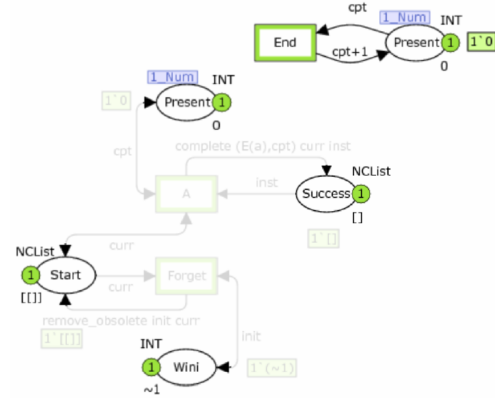 cpt
1_Num
INT
End
Present
1
1`0
cpt+1
0
1_Num
INT
1`0
Present
1
0
cpt
complete (E(a),cpt) curr inst
A
inst
NCList
Success
1
[]
1`[]
curr
NCList
1
Start
[[]]
curr
Forget
remove_obsolete init curr
1`[[]]
init
INT
1
Wini
1`(~1)
~1